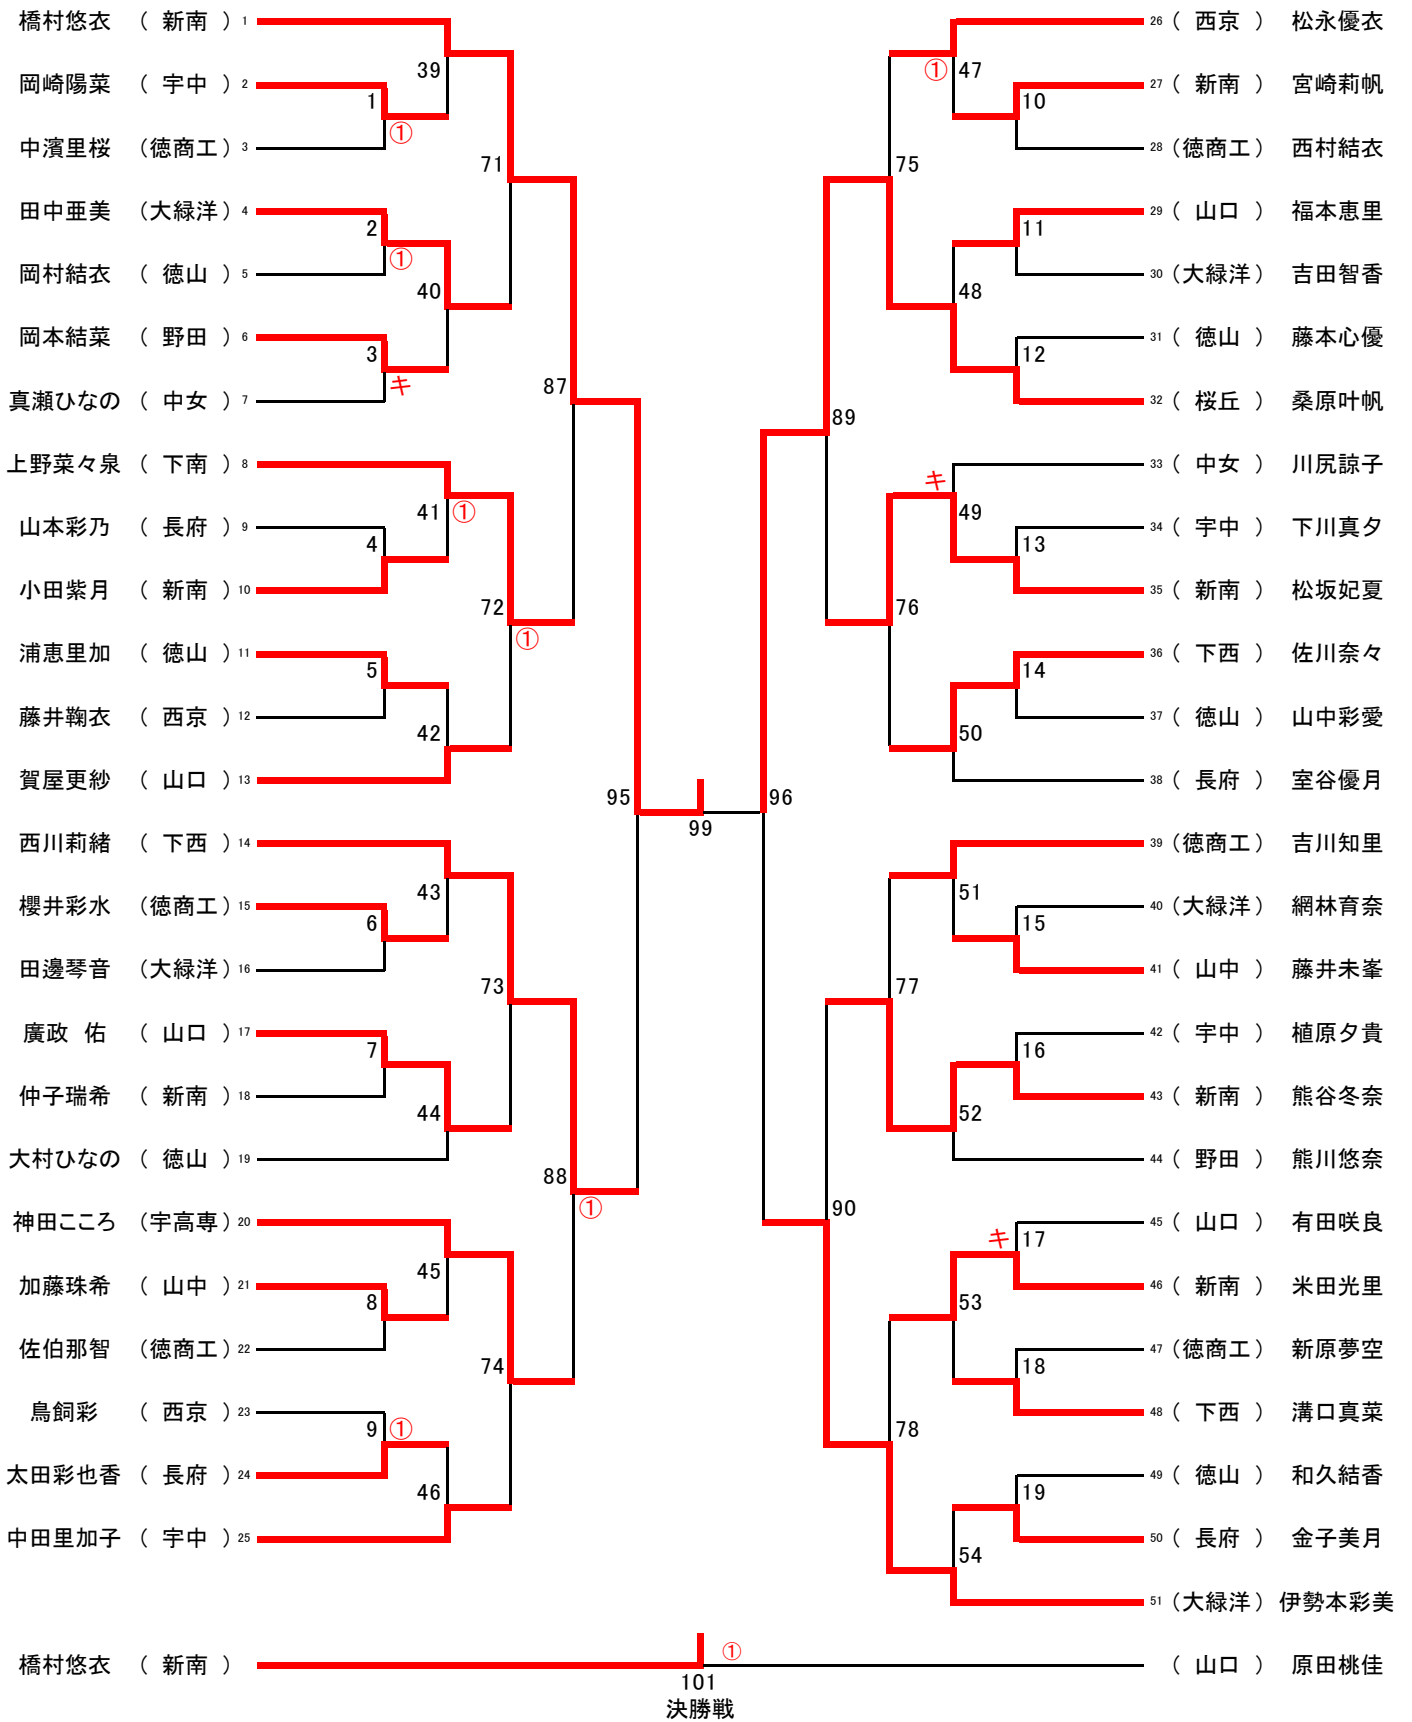 橋村悠衣 （ 新南 ） 1
岡崎陽菜 （ 宇中 ） 2
中濱里桜 （徳商工） 3
田中亜美 （大緑洋） 4
岡村結衣 （ 徳山 ） 5
岡本結菜 （ 野田 ） 6
真瀬ひなの （ 中女 ） 7
上野菜々泉 （ 下南 ） 8
山本彩乃 （ 長府 ） 9
小田紫月 （ 新南 ） 10
浦恵里加 （ 徳山 ） 11
藤井鞠衣 （ 西京 ） 12
賀屋更紗 （ 山口 ） 13
西川莉緒 （ 下西 ） 14
櫻井彩水 （徳商工） 15
田邊琴音 （大緑洋） 16
廣政 佑 （ 山口 ） 17
仲子瑞希 （ 新南 ） 18
大村ひなの （ 徳山 ） 19
神田こころ （宇高専） 20
加藤珠希 （ 山中 ） 21
佐伯那智 （徳商工） 22
鳥飼彩 （ 西京 ） 23
太田彩也香 （ 長府 ） 24
中田里加子 （ 宇中 ） 25
1
①
2
①
3
キ
4
5
6
7
8
9
①
39
40
41
①
42
43
44
45
46
71
72
①
73
74
87
88
①
95
99
96
89
90
75
76
77
78
①
47
48
キ
49
50
51
52
53
54
10
11
12
13
14
15
16
キ
17
18
19
26 （ 西京 ） 松永優衣
27 （ 新南 ） 宮崎莉帆
28 （徳商工） 西村結衣
29 （ 山口 ） 福本恵里
30 （大緑洋） 吉田智香
31 （ 徳山 ） 藤本心優
32 （ 桜丘 ） 桑原叶帆
33 （ 中女 ） 川尻諒子
34 （ 宇中 ） 下川真夕
35 （ 新南 ） 松坂妃夏
36 （ 下西 ） 佐川奈々
37 （ 徳山 ） 山中彩愛
38 （ 長府 ） 室谷優月
39 （徳商工） 吉川知里
40 （大緑洋） 網林育奈
41 （ 山中 ） 藤井未峯
42 （ 宇中 ） 植原夕貴
43 （ 新南 ） 熊谷冬奈
44 （ 野田 ） 熊川悠奈
45 （ 山口 ） 有田咲良
46 （ 新南 ） 米田光里
47 （徳商工） 新原夢空
48 （ 下西 ） 溝口真菜
49 （ 徳山 ） 和久結香
50 （ 長府 ） 金子美月
51 （大緑洋） 伊勢本彩美
橋村悠衣 （ 新南 ） ① （ 山口 ） 原田桃佳
101
決勝戦